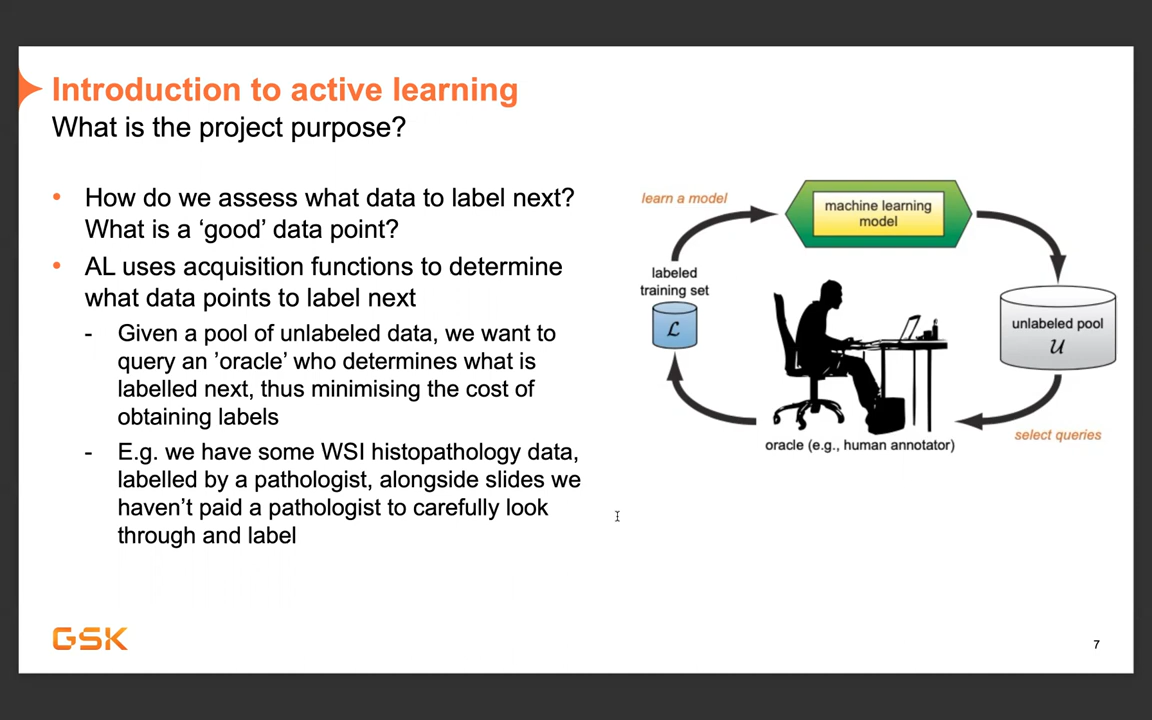 Introduction to active learning
What is the project purpose?
• How do we assess what data to label next?
What is a ‘good’ data point?
• AL uses acquisition functions to determine
what data points to label next
- Given a pool of unlabeled data, we want to
query an ’oracle’ who determines what is
labelled next, thus minimising the cost of
obtaining labels
- E.g. we have some WSI histopathology data,
labelled by a pathologist, alongside slides we
haven’t paid a pathologist to carefully look
through and label
learn a model
machine learning
model
labeled
training set
ℒ
unlabeled pool
𝒰
oracle (e.g., human annotator)
select queries
GSK
7